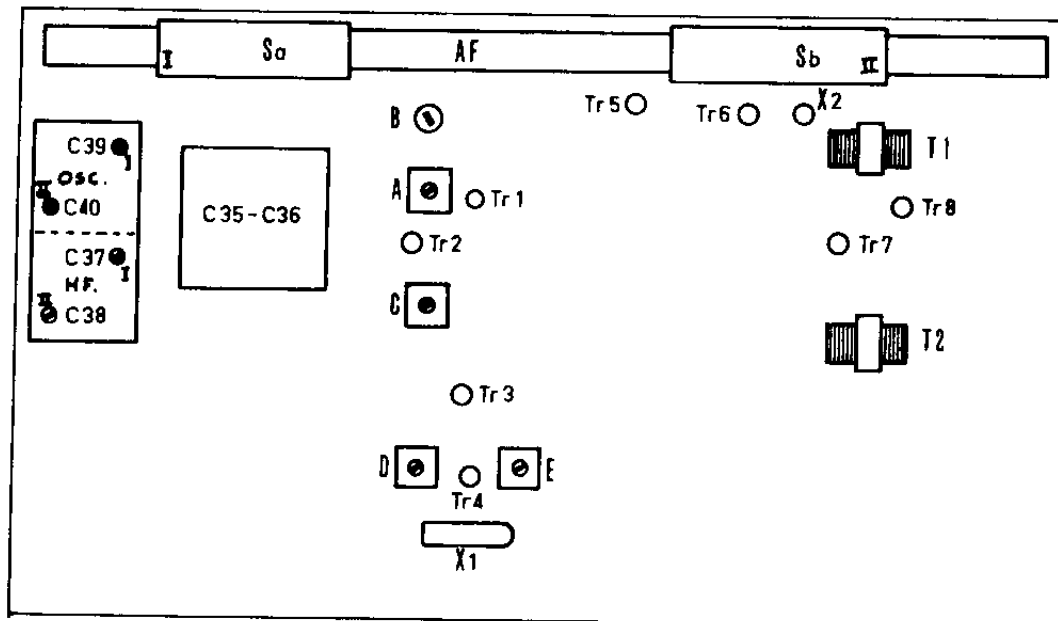 Sa
AF
Sb
I
II
Tr5
Tr6
X2
B
T1
C39
I
OSC.
II
C40
A
Tr1
C35-C36
Tr8
Tr2
Tr7
C37
I
HF.
II
C38
C
T2
Tr3
D
E
Tr4
X1